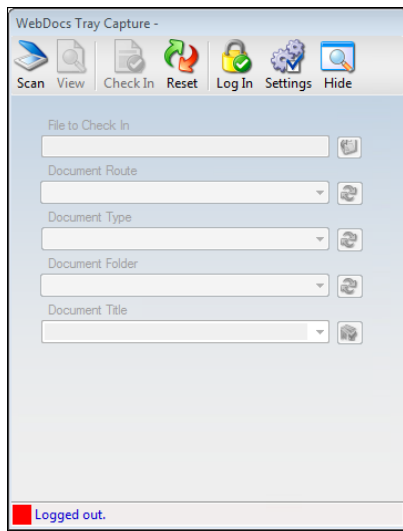 WebDocs Tray Capture -
Scan View Check In Reset Log In Settings Hide
File to Check In
Document Route
Document Type
Document Folder
Document Title
Logged out.